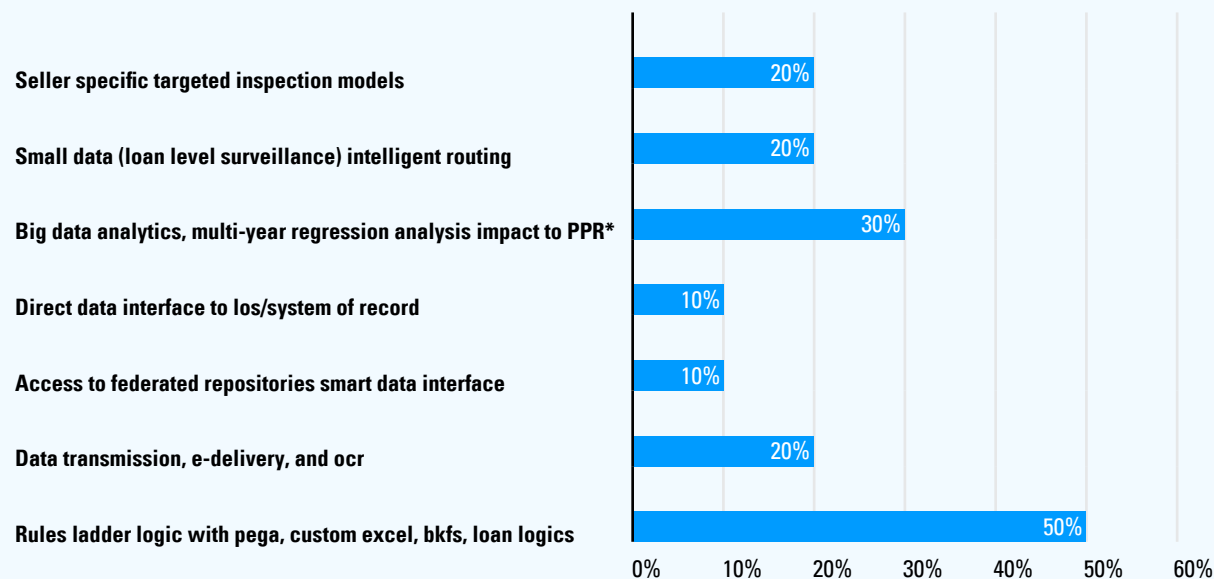 Seller specific targeted inspection models
20%
Small data (loan level surveillance) intelligent routing
20%
Big data analytics, multi-year regression analysis impact to PPR*
30%
Direct data interface to los/system of record
10%
Access to federated repositories smart data interface
10%
Data transmission, e-delivery, and ocr
20%
Rules ladder logic with pega, custom excel, bkfs, loan logics
50%
0% 10% 20% 30% 40% 50% 60%